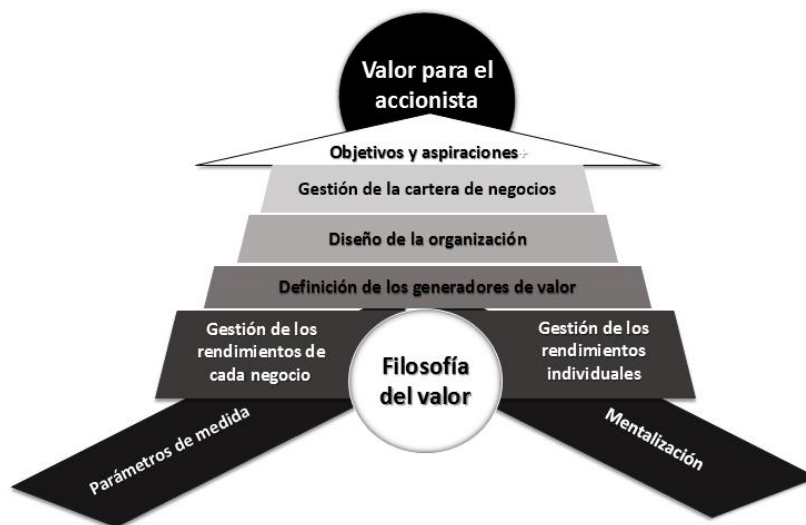 Valor para el
accionista
Objetivos y aspiraciones+
Gestión de la cartera de negocios
Diseño de la organización
Definición de los generadores de valor
Gestión de los
rendimientos de
cada negocio
Filosofía
del valor
Gestión de los
rendimientos
individuales
Parámetros de medida
Mentalización